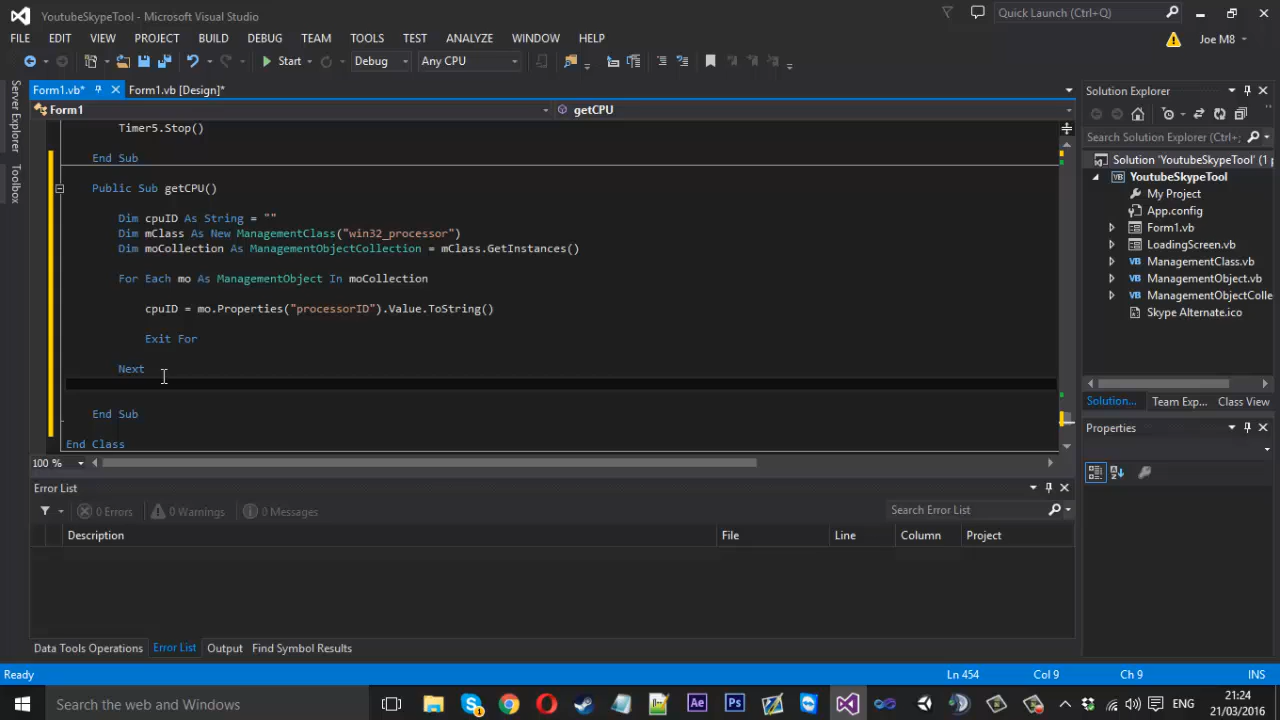 YoutubeSkypeTool - Microsoft Visual Studio
Quick Launch (Ctrl+Q)
FILE EDIT VIEW PROJECT BUILD DEBUG TEAM TOOLS TEST ANALYZE WINDOW HELP
Joe M8
Start Debug Any CPU
Server Explorer
Toolbox
Form1.vb* Form1.vb [Design]*
Form1 getCPU
Timer5.Stop()
End Sub
Public Sub getCPU()
Dim cpuID As String = ""
Dim mClass As New ManagementClass("win32_processor")
Dim moCollection As ManagementObjectCollection = mClass.GetInstances()
For Each mo As ManagementObject In moCollection
cpuID = mo.Properties("processorID").Value.ToString()
Exit For
Next
End Sub
End Class
100 %
Solution Explorer
Search Solution Explorer (Ctrl+;
Solution 'YoutubeSkypeTool' (1 p
YoutubeSkypeTool
My Project
App.config
Form1.vb
LoadingScreen.vb
ManagementClass.vb
ManagementObject.vb
ManagementObjectColle
Skype Alternate.ico
Solution... Team Exp... Class View
Properties
Error List
0 Errors 0 Warnings 0 Messages
Search Error List
Description File Line Column Project
Data Tools Operations Error List Output Find Symbol Results
Ready Ln 454 Col 9 Ch 9 INS
Search the web and Windows
Ae Ps
ENG
21:24
21/03/2016